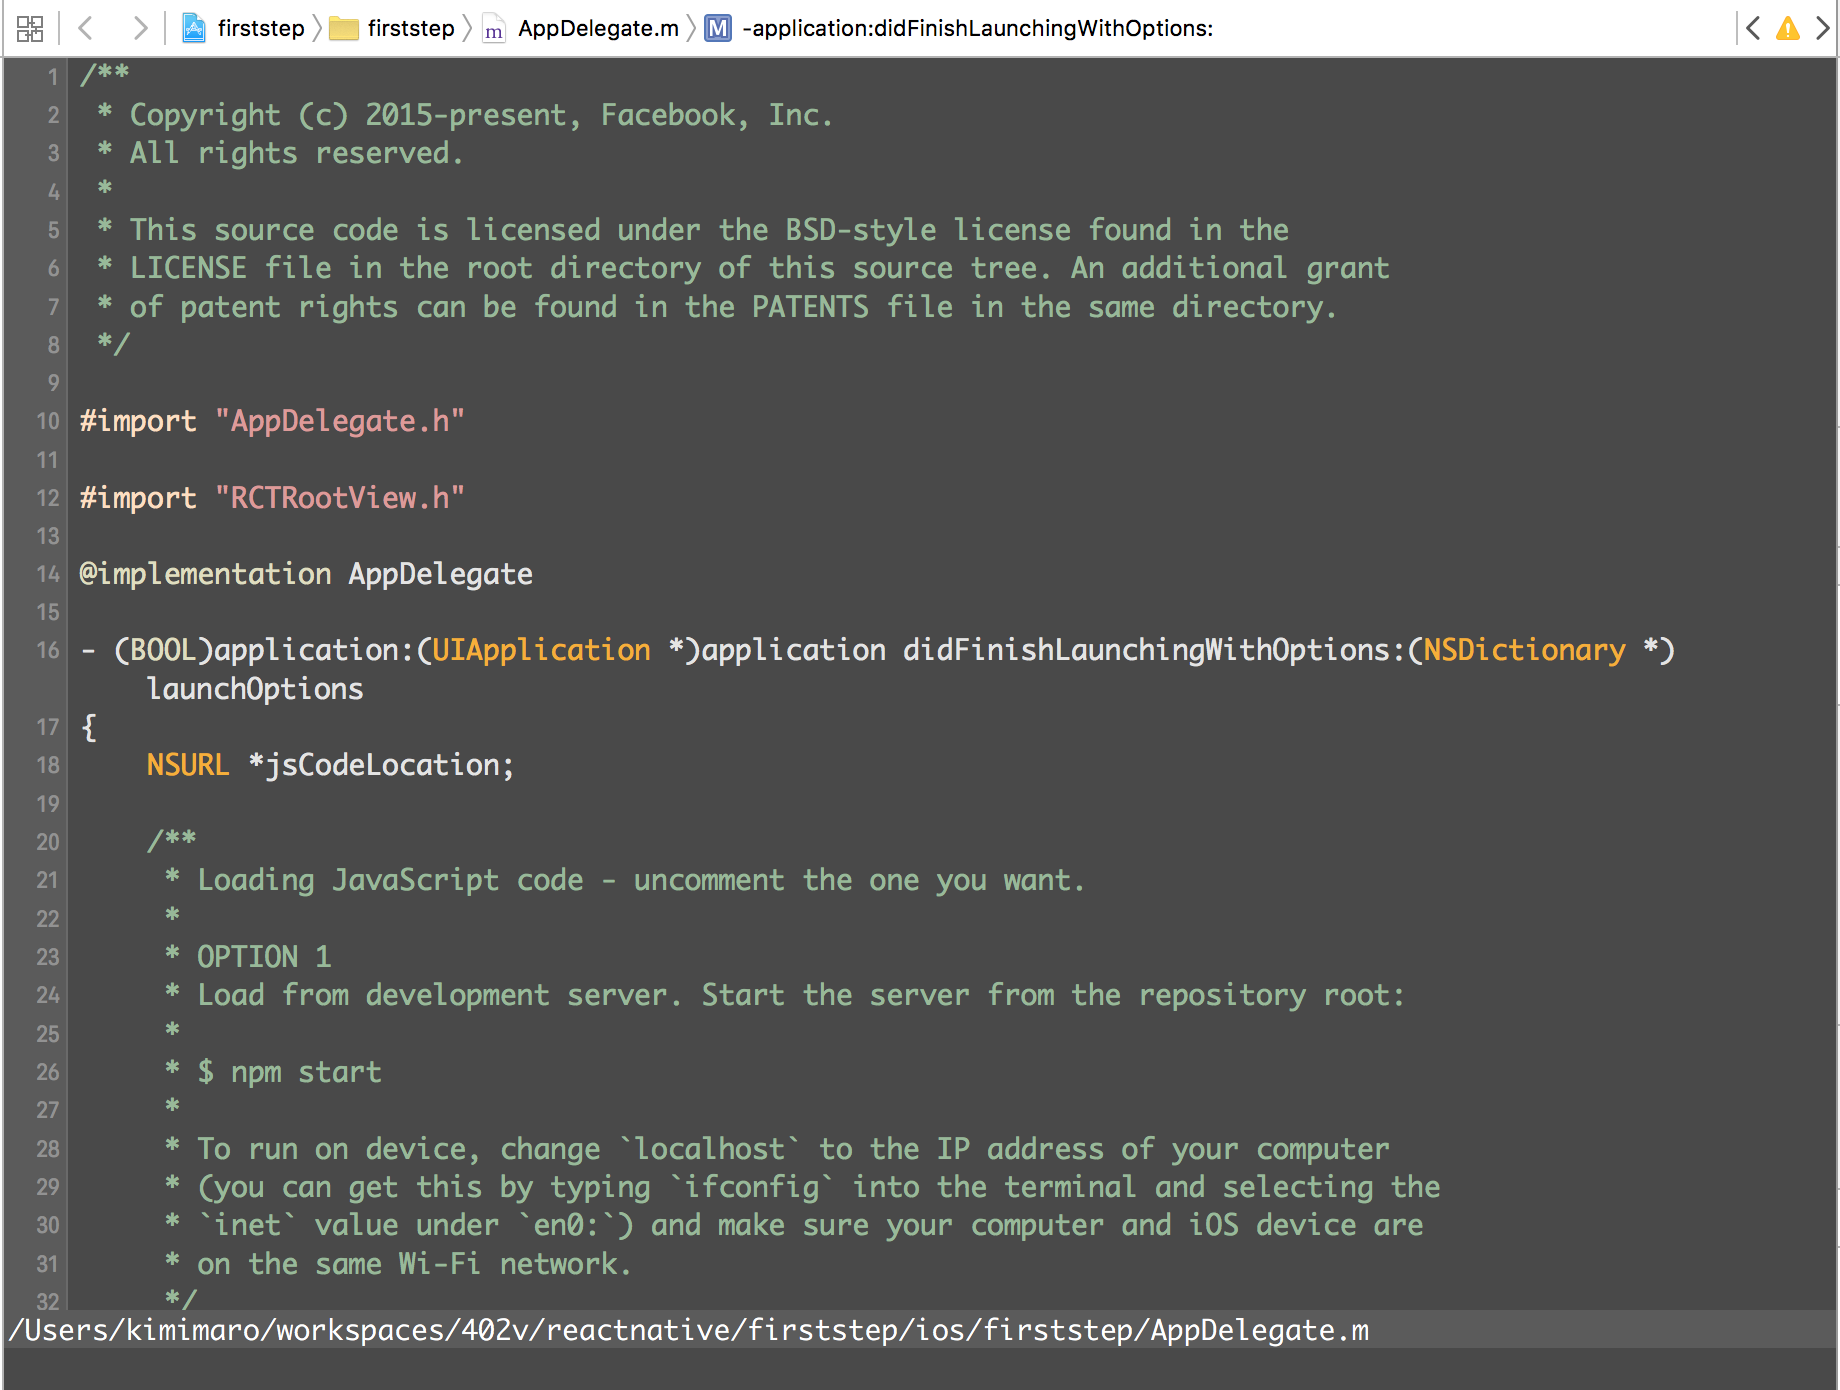 firststep firststep m AppDelegate.m M -application:didFinishLaunchingWithOptions:
1 /**
2 * Copyright (c) 2015-present, Facebook, Inc.
3 * All rights reserved.
4 *
5 * This source code is licensed under the BSD-style license found in the
6 * LICENSE file in the root directory of this source tree. An additional grant
7 * of patent rights can be found in the PATENTS file in the same directory.
8 */
9
10 #import "AppDelegate.h"
11
12 #import "RCTRootView.h"
13
14 @implementation AppDelegate
15
16 - (BOOL)application:(UIApplication *)application didFinishLaunchingWithOptions:(NSDictionary *)
launchOptions
17 {
18 NSURL *jsCodeLocation;
19
20 /**
21 * Loading JavaScript code - uncomment the one you want.
22 *
23 * OPTION 1
24 * Load from development server. Start the server from the repository root:
25 *
26 * $ npm start
27 *
28 * To run on device, change `localhost` to the IP address of your computer
29 * (you can get this by typing `ifconfig` into the terminal and selecting the
30 * `inet` value under `en0:`) and make sure your computer and iOS device are
31 * on the same Wi-Fi network.
32 */
/Users/kimimaro/workspaces/402v/reactnative/firststep/ios/firststep/AppDelegate.m